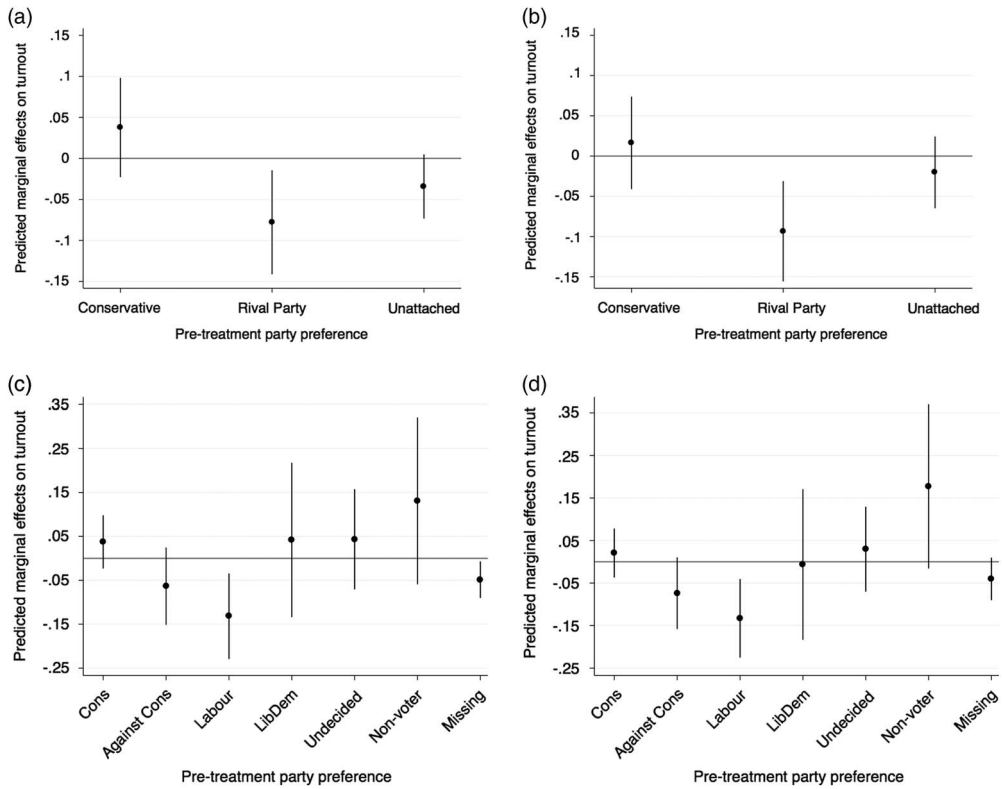 (a)
Predicted marginal effects on turnout
.15
.1
.05
0
-.05
-.1
-.15
Conservative
Rival Party
Unattached
Pre-treatment party preference
(b)
Predicted marginal effects on turnout
.15
.1
.05
0
-.05
-.1
-.15
Conservative
Rival Party
Unattached
Pre-treatment party preference
(c)
Predicted marginal effects on turnout
.35
.25
.15
.05
-.05
-.15
-.25
Cons
Against Cons
Labour
LibDem
Undecided
Non-voter
Missing
Pre-treatment party preference
(d)
Predicted marginal effects on turnout
.35
.25
.15
.05
-.05
-.15
-.25
Cons
Against Cons
Labour
LibDem
Undecided
Non-voter
Missing
Pre-treatment party preference